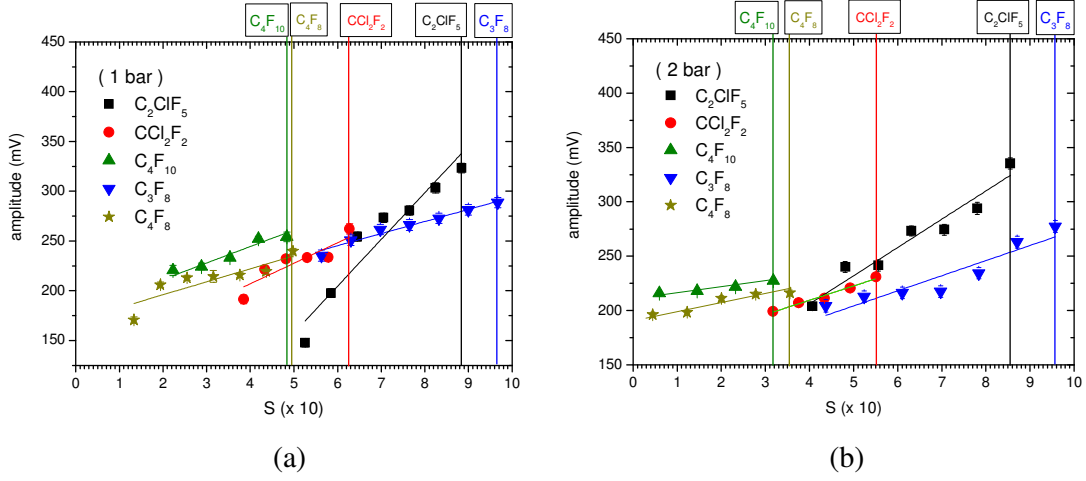 C₄F₁₀ C₄F₈ CCl₂F₂ C₂ClF₅ C₃F₈
450
400
350
300
250
200
150
amplitude (mV)
( 1 bar )
C₂ClF₅
CCl₂F₂
C₄F₁₀
C₃F₈
C₄F₈
0 1 2 3 4 5 6 7 8 9 10
S (x 10)
(a)
C₄F₁₀ C₄F₈ CCl₂F₂ C₂ClF₅ C₃F₈
450
400
350
300
250
200
150
amplitude (mV)
( 2 bar )
C₂ClF₅
CCl₂F₂
C₄F₁₀
C₃F₈
C₄F₈
0 1 2 3 4 5 6 7 8 9 10
S (x 10)
(b)